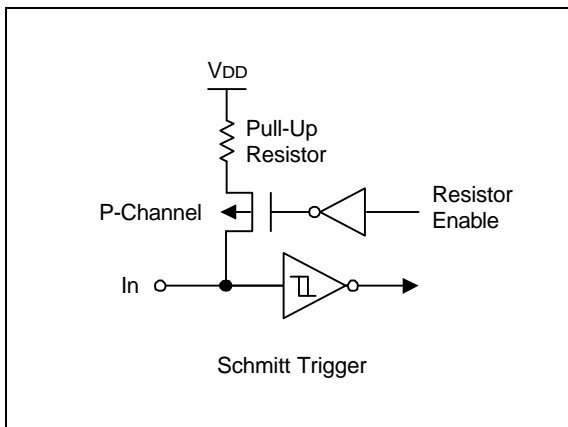 VDD
Pull-Up
Resistor
P-Channel
Resistor
Enable
In
Schmitt Trigger